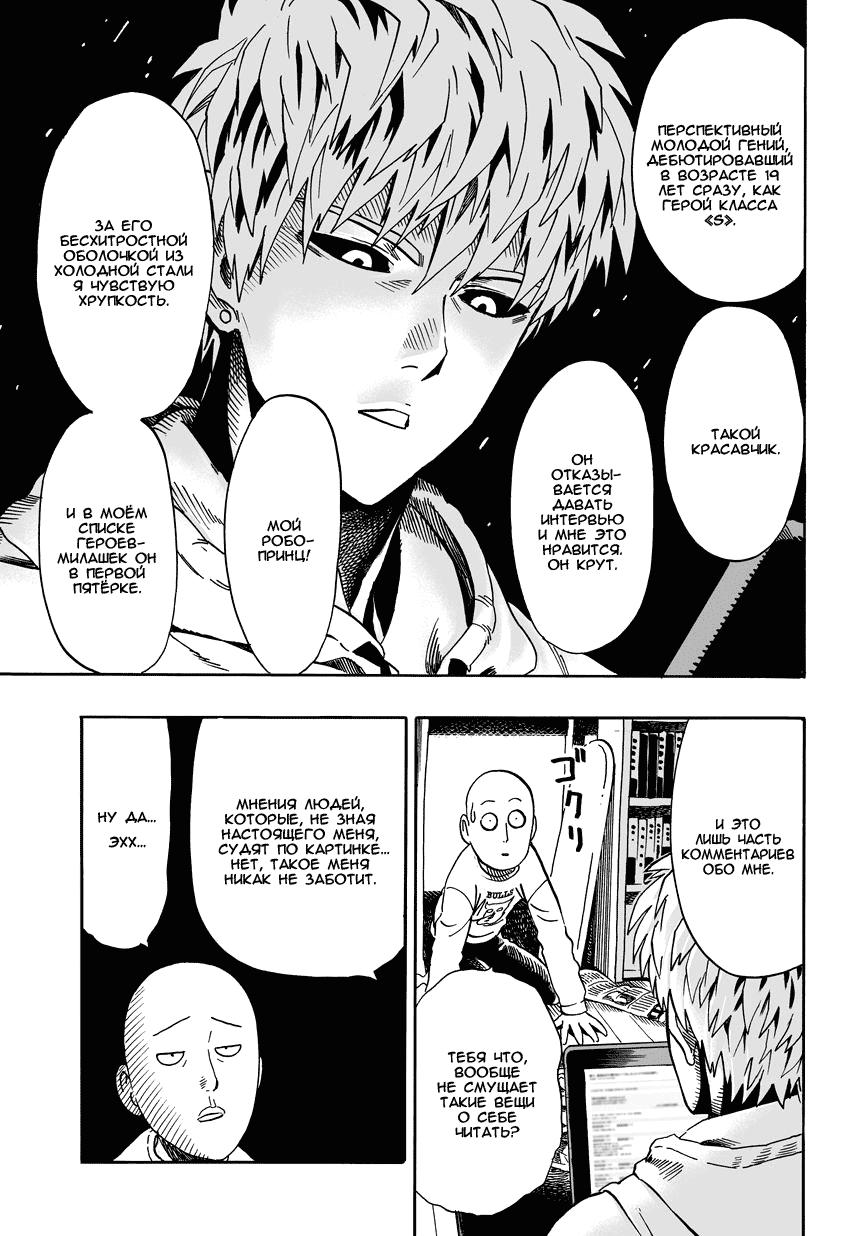 ПЕРСПЕКТИВНЫЙ
МОЛОДОЙ ГЕНИЙ,
ДЕБЮТИРОВАВШИЙ
В ВОЗРАСТЕ 19
ЛЕТ СРАЗУ, КАК
ГЕРОЙ КЛАССА
«S».
ТАКОЙ
КРАСАВЧИК.
ОН
ОТКАЗЫ-
ВАЕТСЯ
ДАВАТЬ
ИНТЕРВЬЮ
И МНЕ ЭТО
НРАВИТСЯ.
ОН КРУТ.
ЗА ЕГО
БЕСХИТРОСТНОЙ
ОБОЛОЧКОЙ ИЗ
ХОЛОДНОЙ СТАЛИ
Я ЧУВСТВУЮ
ХРУПКОСТЬ.
МОЙ
РОБО-
ПРИНЦ!
И В МОЁМ
СПИСКЕ
ГЕРОЕВ-
МИЛАШЕК ОН
В ПЕРВОЙ
ПЯТЁРКЕ.
И ЭТО
ЛИШЬ ЧАСТЬ
КОММЕНТАРИЕВ
ОБО МНЕ.
ゴクリ
BULLS
ТЕБЯ ЧТО,
ВООБЩЕ
НЕ СМУЩАЕТ
ТАКИЕ ВЕЩИ
О СЕБЕ
ЧИТАТЬ?
МНЕНИЯ ЛЮДЕЙ,
КОТОРЫЕ, НЕ ЗНАЯ
НАСТОЯЩЕГО МЕНЯ,
СУДЯТ ПО КАРТИНКЕ...
НЕТ, ТАКОЕ МЕНЯ
НИКАК НЕ ЗАБОТИТ.
НУ ДА...
ЭХХ...